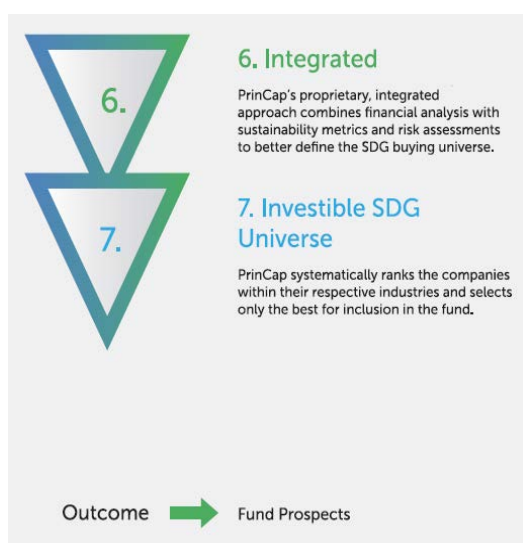 6.
6. Integrated
PrinCap's proprietary, integrated
approach combines financial analysis with
sustainability metrics and risk assessments
to better define the SDG buying universe.
7.
7. Investible SDG
Universe
PrinCap systematically ranks the companies
within their respective industries and selects
only the best for inclusion in the fund.
Outcome Fund Prospects